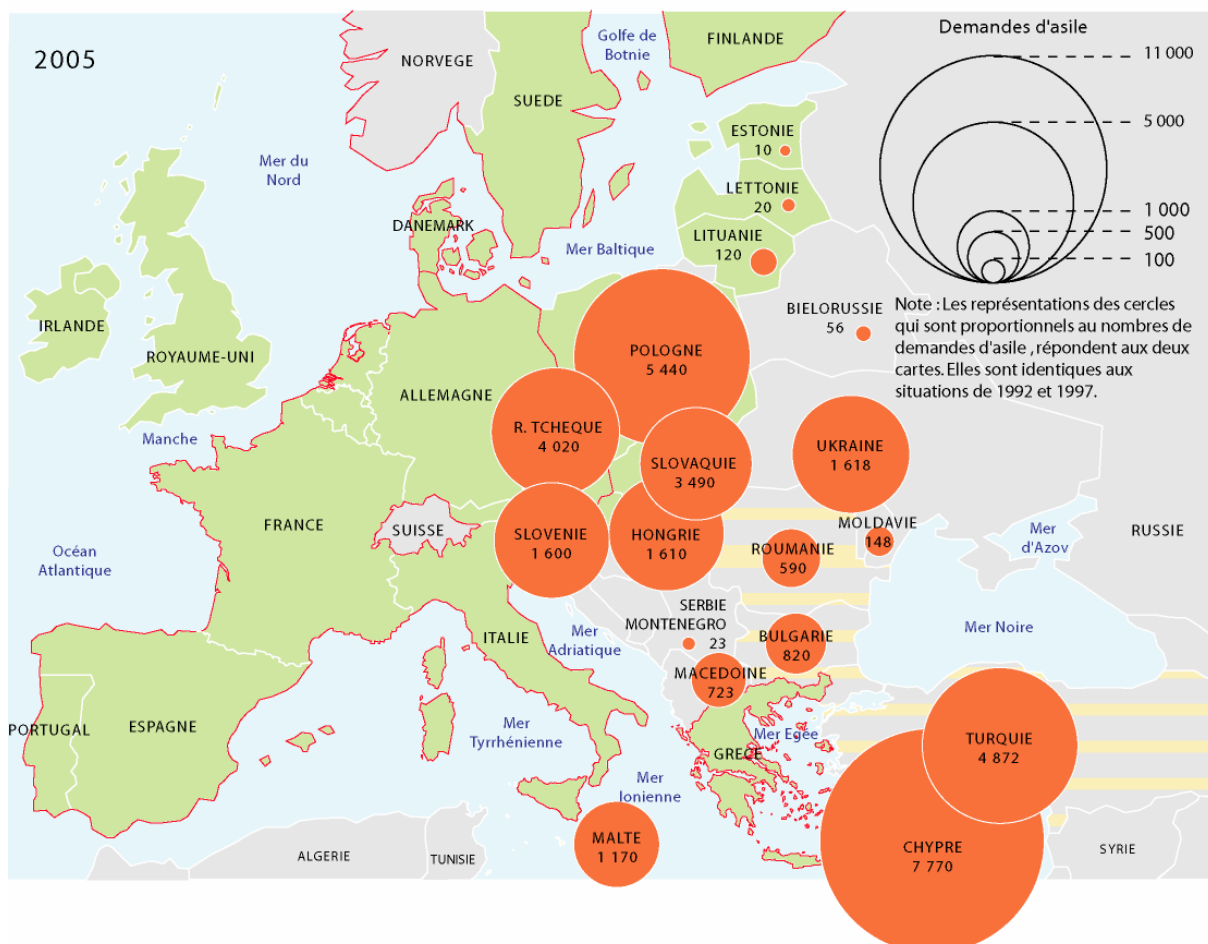 2005
Golfe de
Botnie
FINLANDE
NORVEGE
SUEDE
Demandes d'asile
11 000
5 000
1 000
500
100
ESTONIE
10
LETTONIE
20
LITUANIE
120
Mer du
Nord
DANEMARK
Mer Baltique
BIELORUSSIE
56
Note : Les représentations des cercles
qui sont proportionnels au nombres de
demandes d'asile , répondent aux deux
cartes. Elles sont identiques aux
situations de 1992 et 1997.
IRLANDE
ROYAUME-UNI
POLOGNE
5 440
ALLEMAGNE
R. TCHEQUE
4 020
Manche
SLOVAQUIE
3 490
UKRAINE
1 618
FRANCE
SUISSE
SLOVENIE
1 600
HONGRIE
1 610
MOLDAVIE
148
ROUMANIE
590
Mer
d'Azov
RUSSIE
Océan
Atlantique
SERBIE
MONTENEGRO
23
ITALIE
Mer
Adriatique
BULGARIE
820
Mer Noire
MACEDOINE
723
PORTUGAL
ESPAGNE
Mer
Tyrrhénienne
Mer Egée
GRECE
TURQUIE
4 872
Mer
Ionienne
MALTE
1 170
CHYPRE
7 770
ALGERIE
TUNISIE
SYRIE